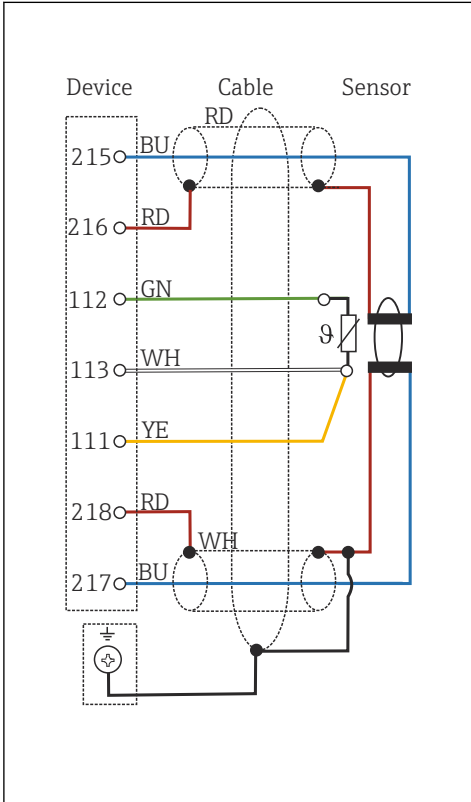 Device Cable Sensor
RD
215 BU
216 RD
112 GN
ϑ
113 WH
111 YE
218 RD
WH
217 BU